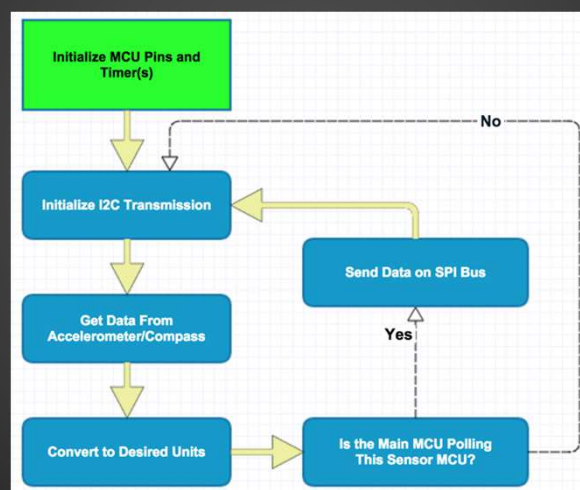 Initialize MCU Pins and
Timer(s)
No
Initialize I2C Transmission
Send Data on SPI Bus
Get Data From
Accelerometer/Compass
Yes
Convert to Desired Units
Is the Main MCU Polling
This Sensor MCU?